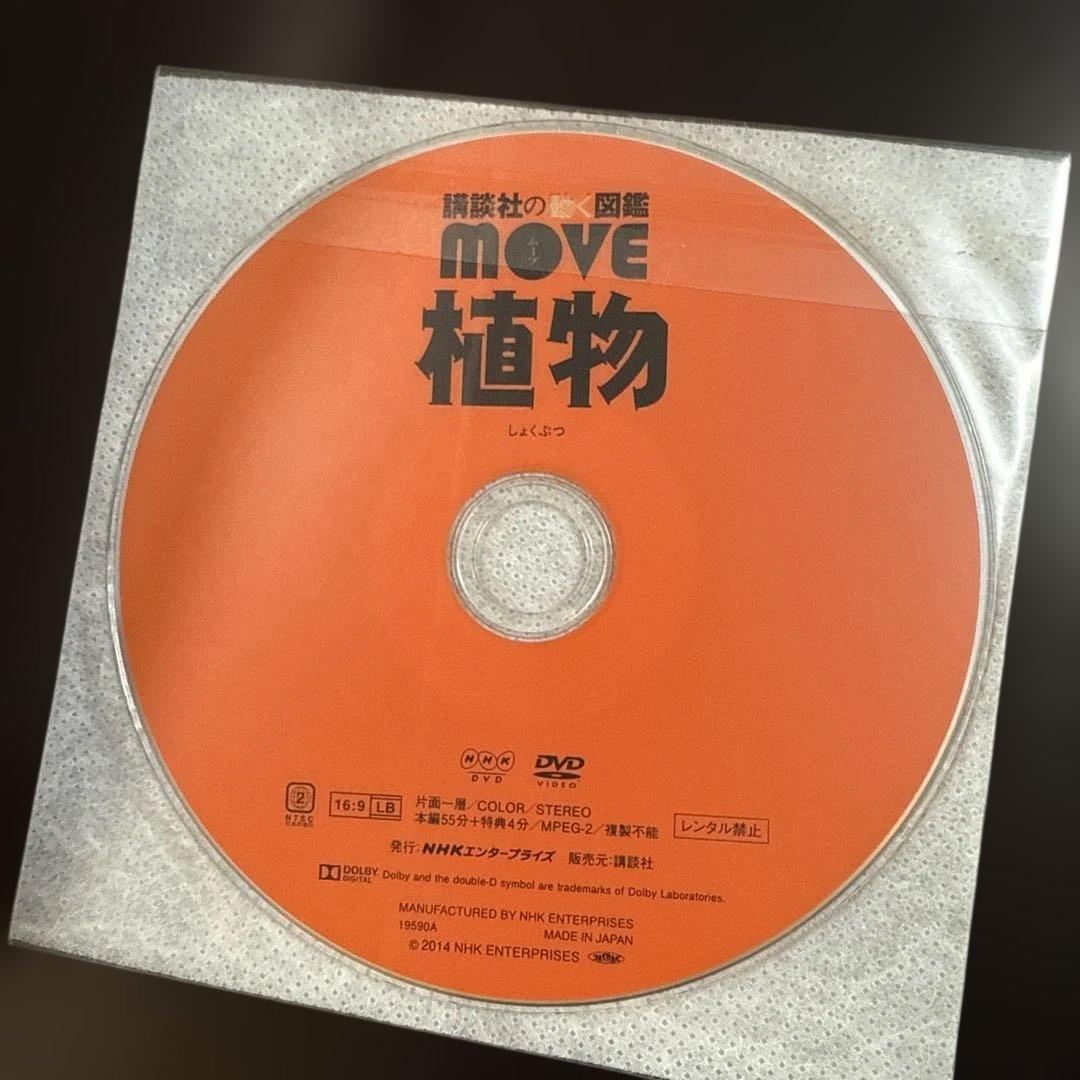 講談社の動く図鑑
MOVE
ムーブ
植物
しょくぶつ
NHK
DVD
DVD
VIDEO
2
NTSC
16:9 LB
片面一層/COLOR/STEREO
本編55分+特典4分/MPEG-2/複製不能
レンタル禁止
発行:NHKエンタープライズ 販売元:講談社
DOLBY DIGITAL Dolby and the double-D symbol are trademarks of Dolby Laboratories.
MANUFACTURED BY NHK ENTERPRISES
19590A MADE IN JAPAN
©2014 NHK ENTERPRISES JASRAC